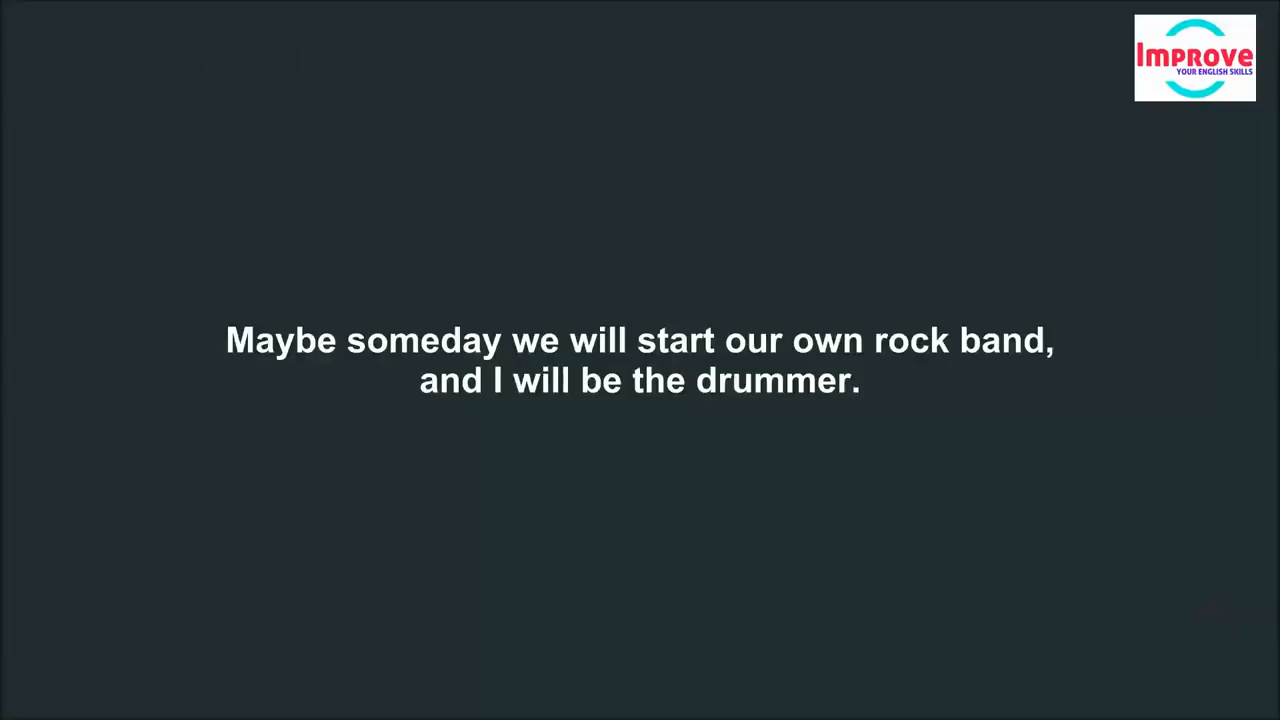 Improve
YOUR ENGLISH SKILLS
Maybe someday we will start our own rock band,
and I will be the drummer.